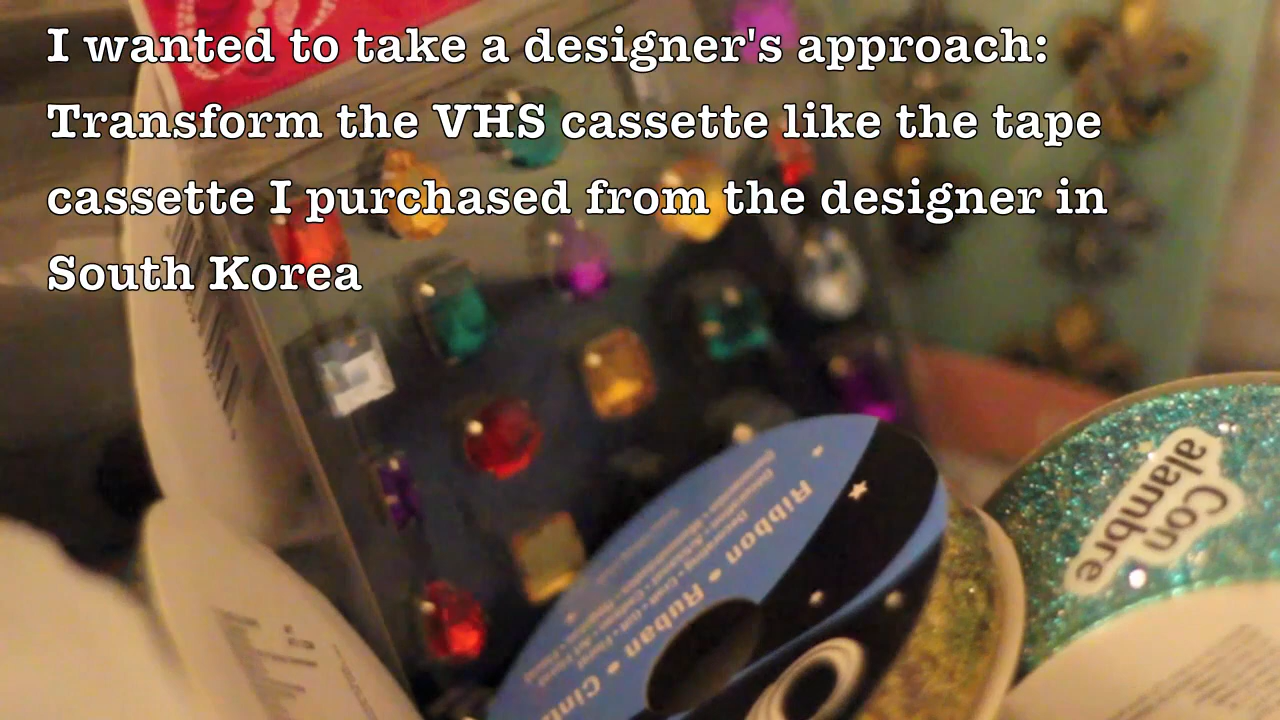 I wanted to take a designer's approach:
Transform the VHS cassette like the tape
cassette I purchased from the designer in
South Korea
Con
alambre
Ribbon • Ruban •